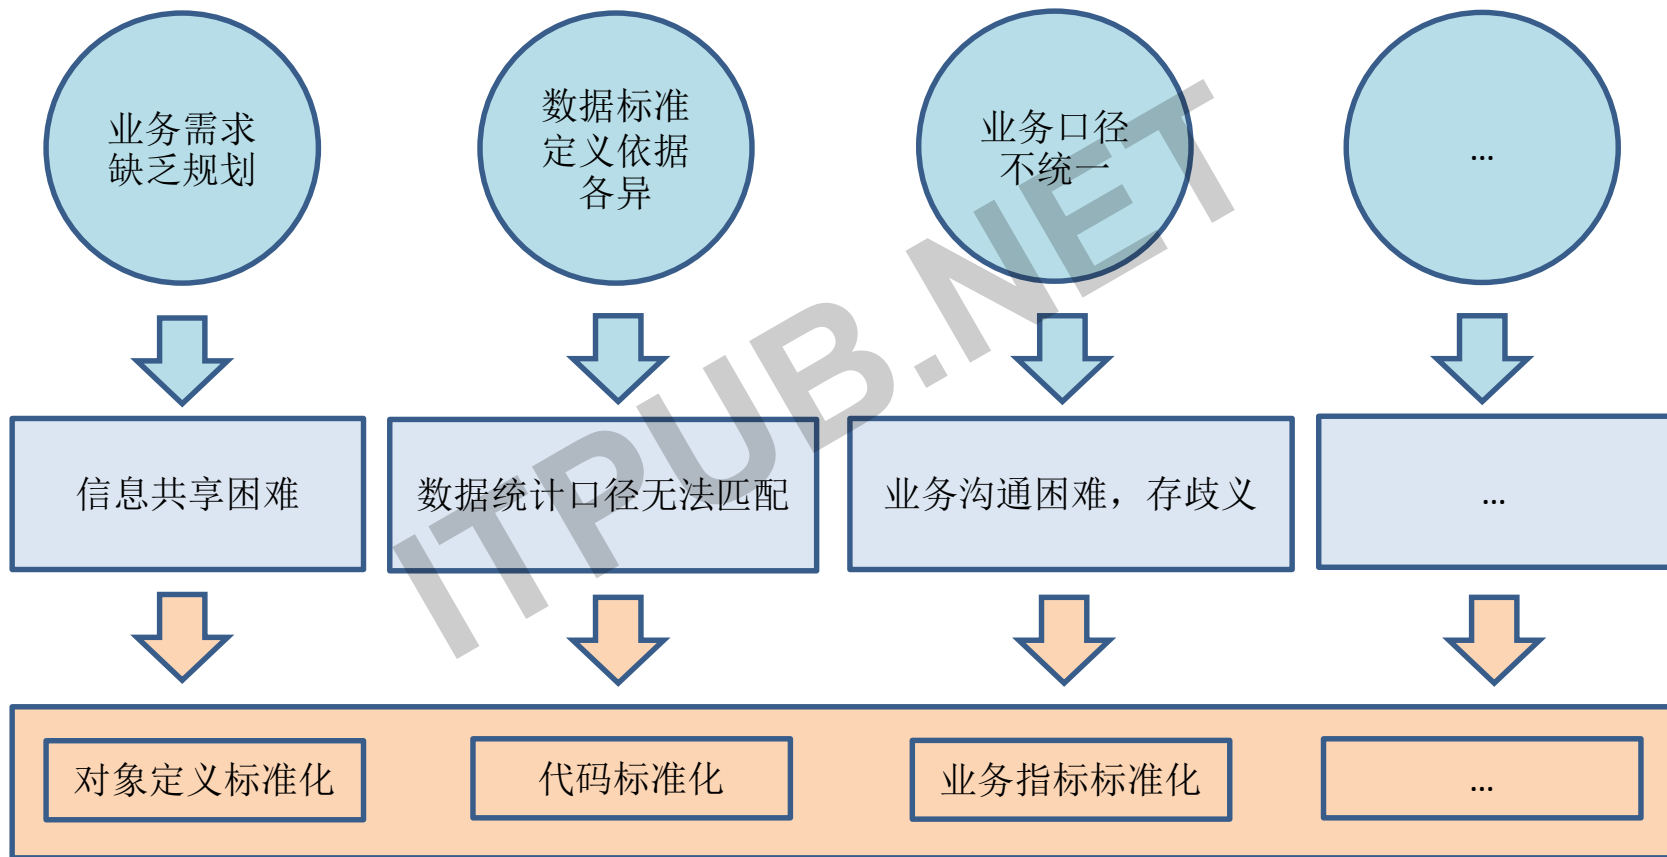 业务需求
缺乏规划
数据标准
定义依据
各异
业务口径
不统一
...
信息共享困难
数据统计口径无法匹配
业务沟通困难，存歧义
...
对象定义标准化
代码标准化
业务指标标准化
...
ITPUB.NET